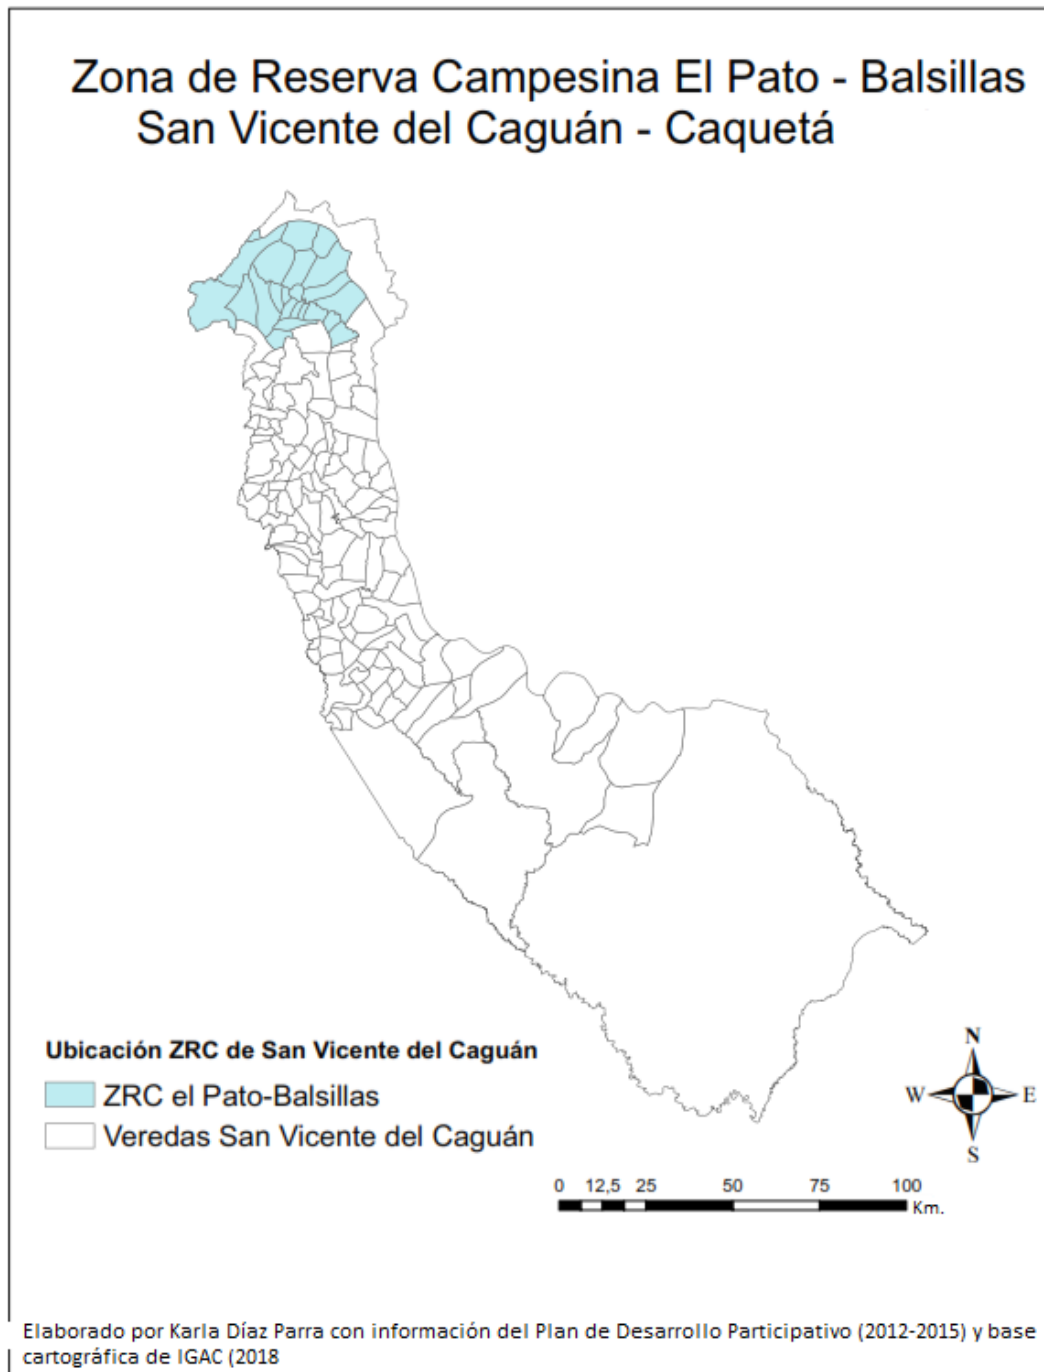 Zona de Reserva Campesina El Pato - Balsillas
San Vicente del Caguán - Caquetá
Ubicación ZRC de San Vicente del Caguán
ZRC el Pato-Balsillas
Veredas San Vicente del Caguán
N
W E
S
0 12,5 25 50 75 100
Km.
Elaborado por Karla Díaz Parra con información del Plan de Desarrollo Participativo (2012-2015) y base
cartográfica de IGAC (2018